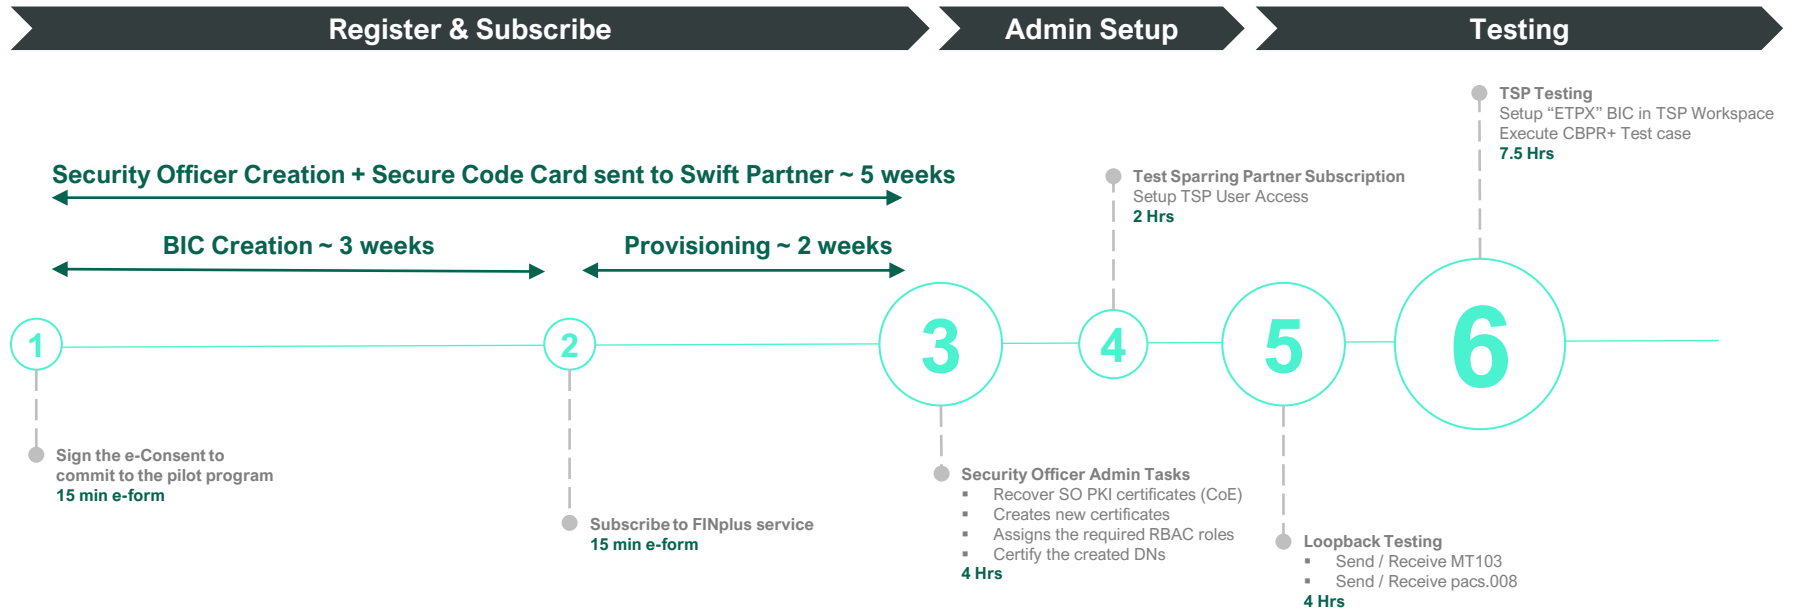 Register & Subscribe
Admin Setup
Testing
TSP Testing
Setup “ETPX” BIC in TSP Workspace
Execute CBPR+ Test case
7.5 Hrs
Security Officer Creation + Secure Code Card sent to Swift Partner ~ 5 weeks
Test Sparring Partner Subscription
Setup TSP User Access
2 Hrs
BIC Creation ~ 3 weeks
Provisioning ~ 2 weeks
1
2
3
4
5
6
Sign the e-Consent to
commit to the pilot program
15 min e-form
Subscribe to FINplus service
15 min e-form
Security Officer Admin Tasks
▪ Recover SO PKI certificates (CoE)
▪ Creates new certificates
▪ Assigns the required RBAC roles
▪ Certify the created DNs
4 Hrs
Loopback Testing
▪ Send / Receive MT103
▪ Send / Receive pacs.008
4 Hrs